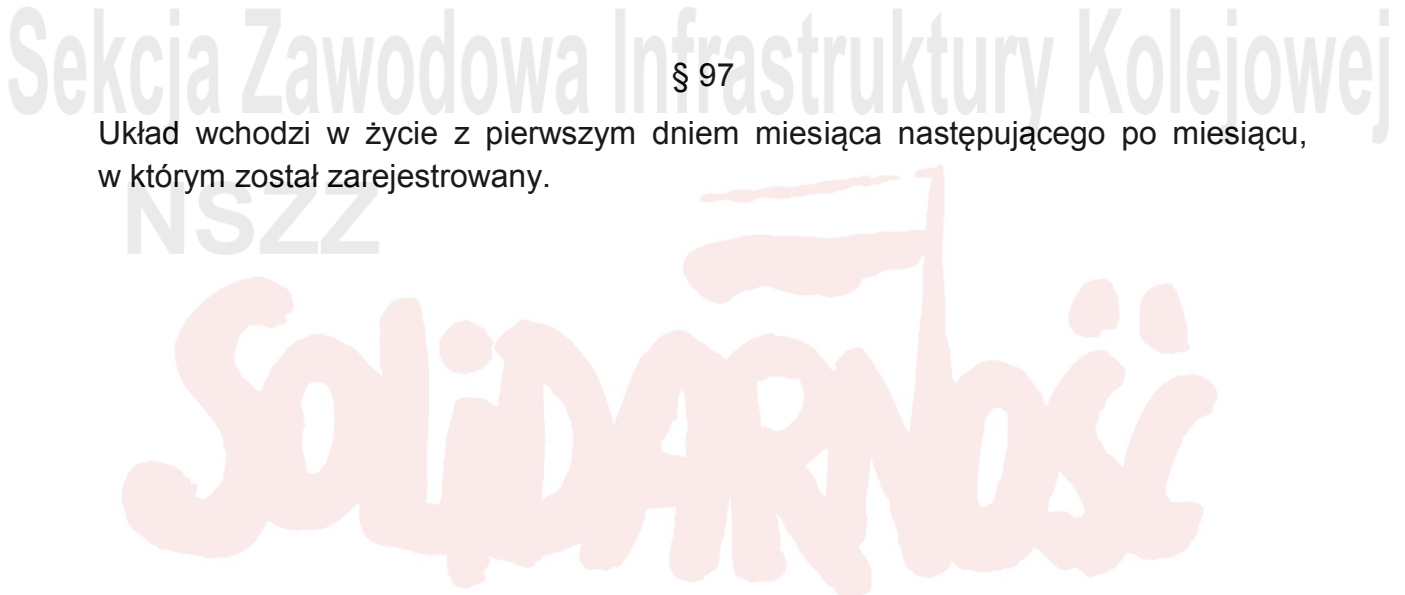 Sekcja Zawodowa Infrastruktury Kolejowej
§ 97
Układ wchodzi w życie z pierwszym dniem miesiąca następującego po miesiącu,
w którym został zarejestrowany.
NSZZ
SOLiDARNOŚĆ